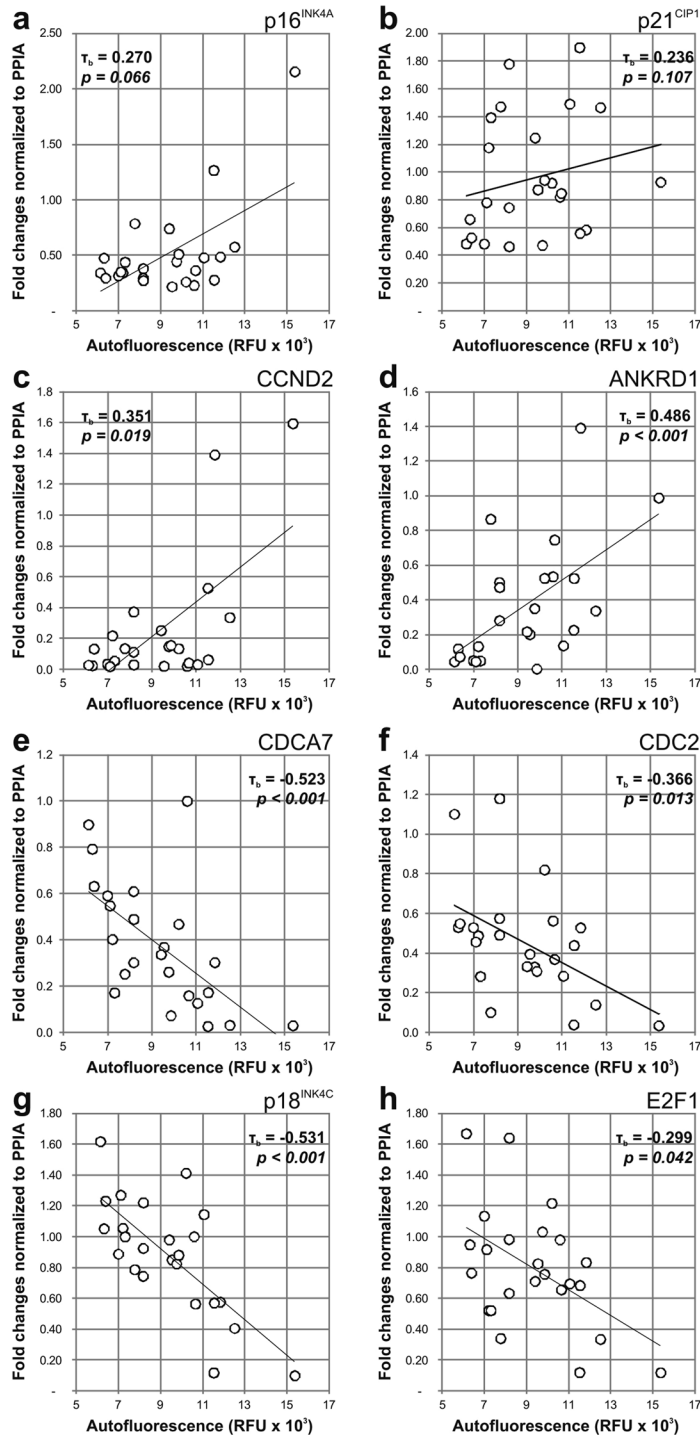 a p16INK4A
Fold changes normalized to PPIA
2.50
2.00
1.50
1.00
0.50
-
τb = 0.270
p = 0.066
5 7 9 11 13 15 17
Autofluorescence (RFU x 10³)
b p21CIP1
Fold changes normalized to PPIA
2.00
1.80
1.60
1.40
1.20
1.00
0.80
0.60
0.40
0.20
-
τb = 0.236
p = 0.107
5 7 9 11 13 15 17
Autofluorescence (RFU x 10³)
c CCND2
Fold changes normalized to PPIA
1.8
1.6
1.4
1.2
1.0
0.8
0.6
0.4
0.2
0.0
τb = 0.351
p = 0.019
5 7 9 11 13 15 17
Autofluorescence (RFU x 10³)
d ANKRD1
Fold changes normalized to PPIA
1.6
1.4
1.2
1.0
0.8
0.6
0.4
0.2
0.0
τb = 0.486
p < 0.001
5 7 9 11 13 15 17
Autofluorescence (RFU x 10³)
e CDCA7
Fold changes normalized to PPIA
1.2
1.0
0.8
0.6
0.4
0.2
0.0
τb = -0.523
p < 0.001
5 7 9 11 13 15 17
Autofluorescence (RFU x 10³)
f CDC2
Fold changes normalized to PPIA
1.4
1.2
1.0
0.8
0.6
0.4
0.2
0.0
τb = -0.366
p = 0.013
5 7 9 11 13 15 17
Autofluorescence (RFU x 10³)
g p18INK4C
Fold changes normalized to PPIA
1.80
1.60
1.40
1.20
1.00
0.80
0.60
0.40
0.20
-
τb = -0.531
p < 0.001
5 7 9 11 13 15 17
Autofluorescence (RFU x 10³)
h E2F1
Fold changes normalized to PPIA
1.80
1.60
1.40
1.20
1.00
0.80
0.60
0.40
0.20
-
τb = -0.299
p = 0.042
5 7 9 11 13 15 17
Autofluorescence (RFU x 10³)